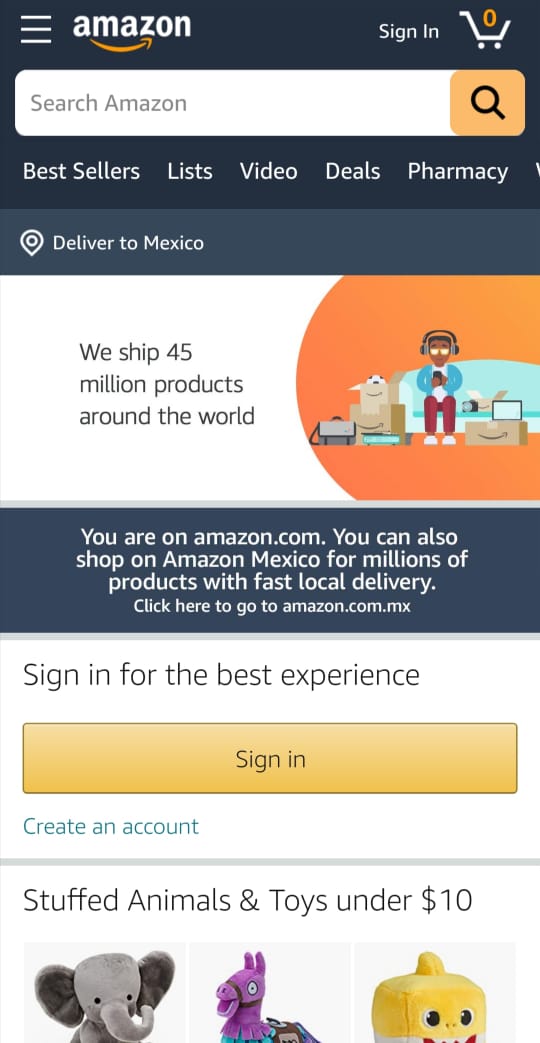 amazon
Sign In
0
Search Amazon
Best Sellers Lists Video Deals Pharmacy
Deliver to Mexico
We ship 45
million products
around the world
You are on amazon.com. You can also
shop on Amazon Mexico for millions of
products with fast local delivery.
Click here to go to amazon.com.mx
Sign in for the best experience
Sign in
Create an account
Stuffed Animals & Toys under $10